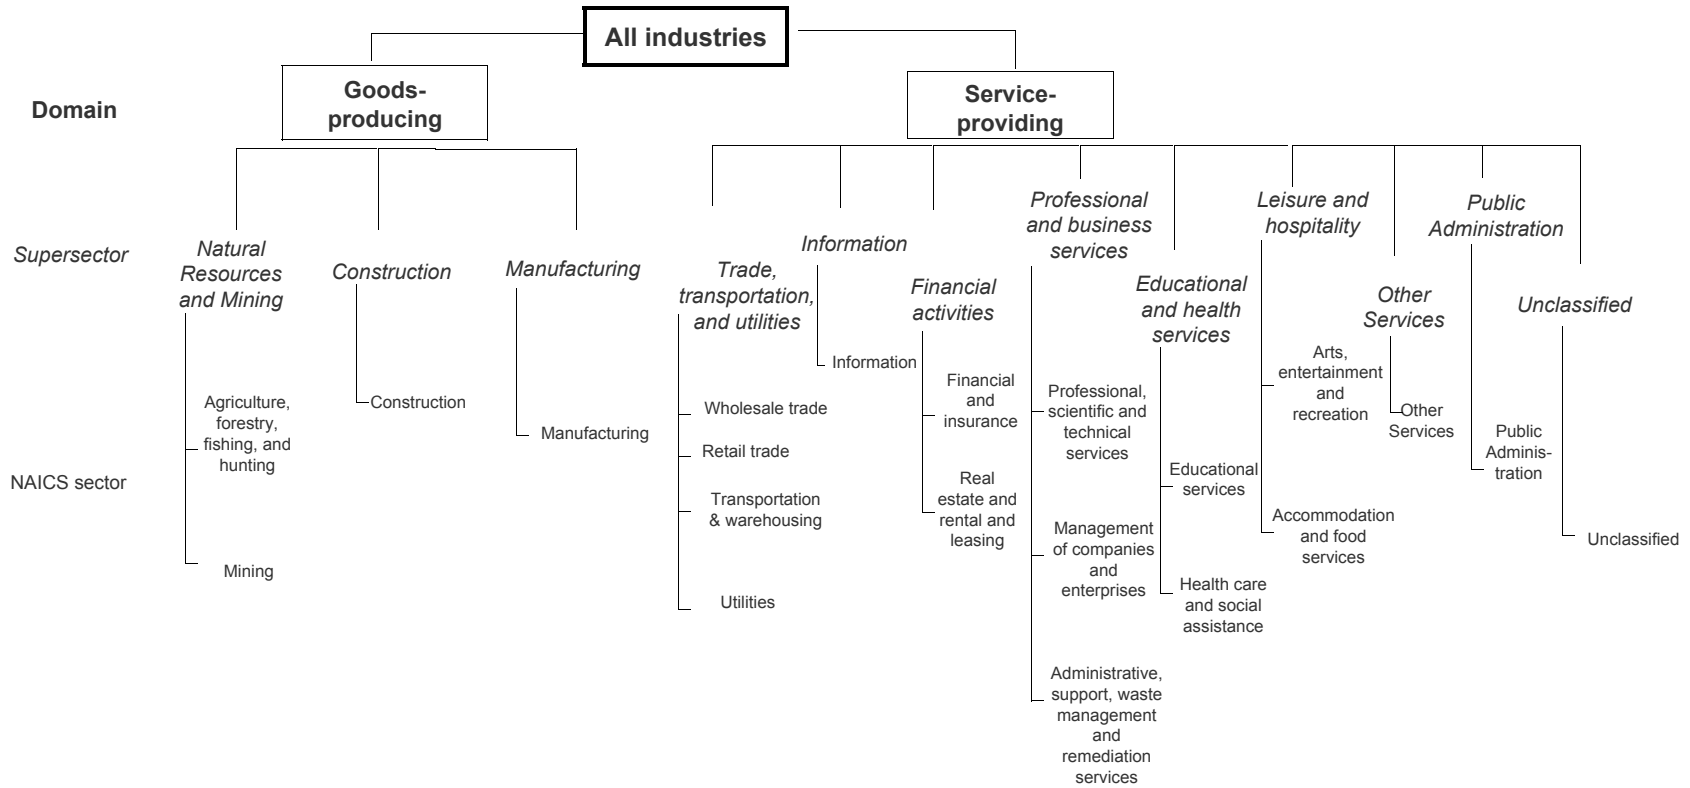 All industries
Domain
Goods-
producing
Service-
providing
Supersector
Natural
Resources
and Mining
Construction
Manufacturing
Trade,
transportation,
and utilities
Information
Financial
activities
Professional
and business
services
Educational
and health
services
Leisure and
hospitality
Other
Services
Public
Administration
Unclassified
NAICS sector
Agriculture,
forestry,
fishing, and
hunting
Mining
Construction
Manufacturing
Wholesale trade
Retail trade
Transportation
& warehousing
Utilities
Information
Financial
and
insurance
Real
estate and
rental and
leasing
Professional,
scientific and
technical
services
Management
of companies
and
enterprises
Administrative,
support, waste
management
and
remediation
services
Educational
services
Health care
and social
assistance
Arts,
entertainment
and
recreation
Accommodation
and food
services
Other
Services
Public
Adminis-
tration
Unclassified